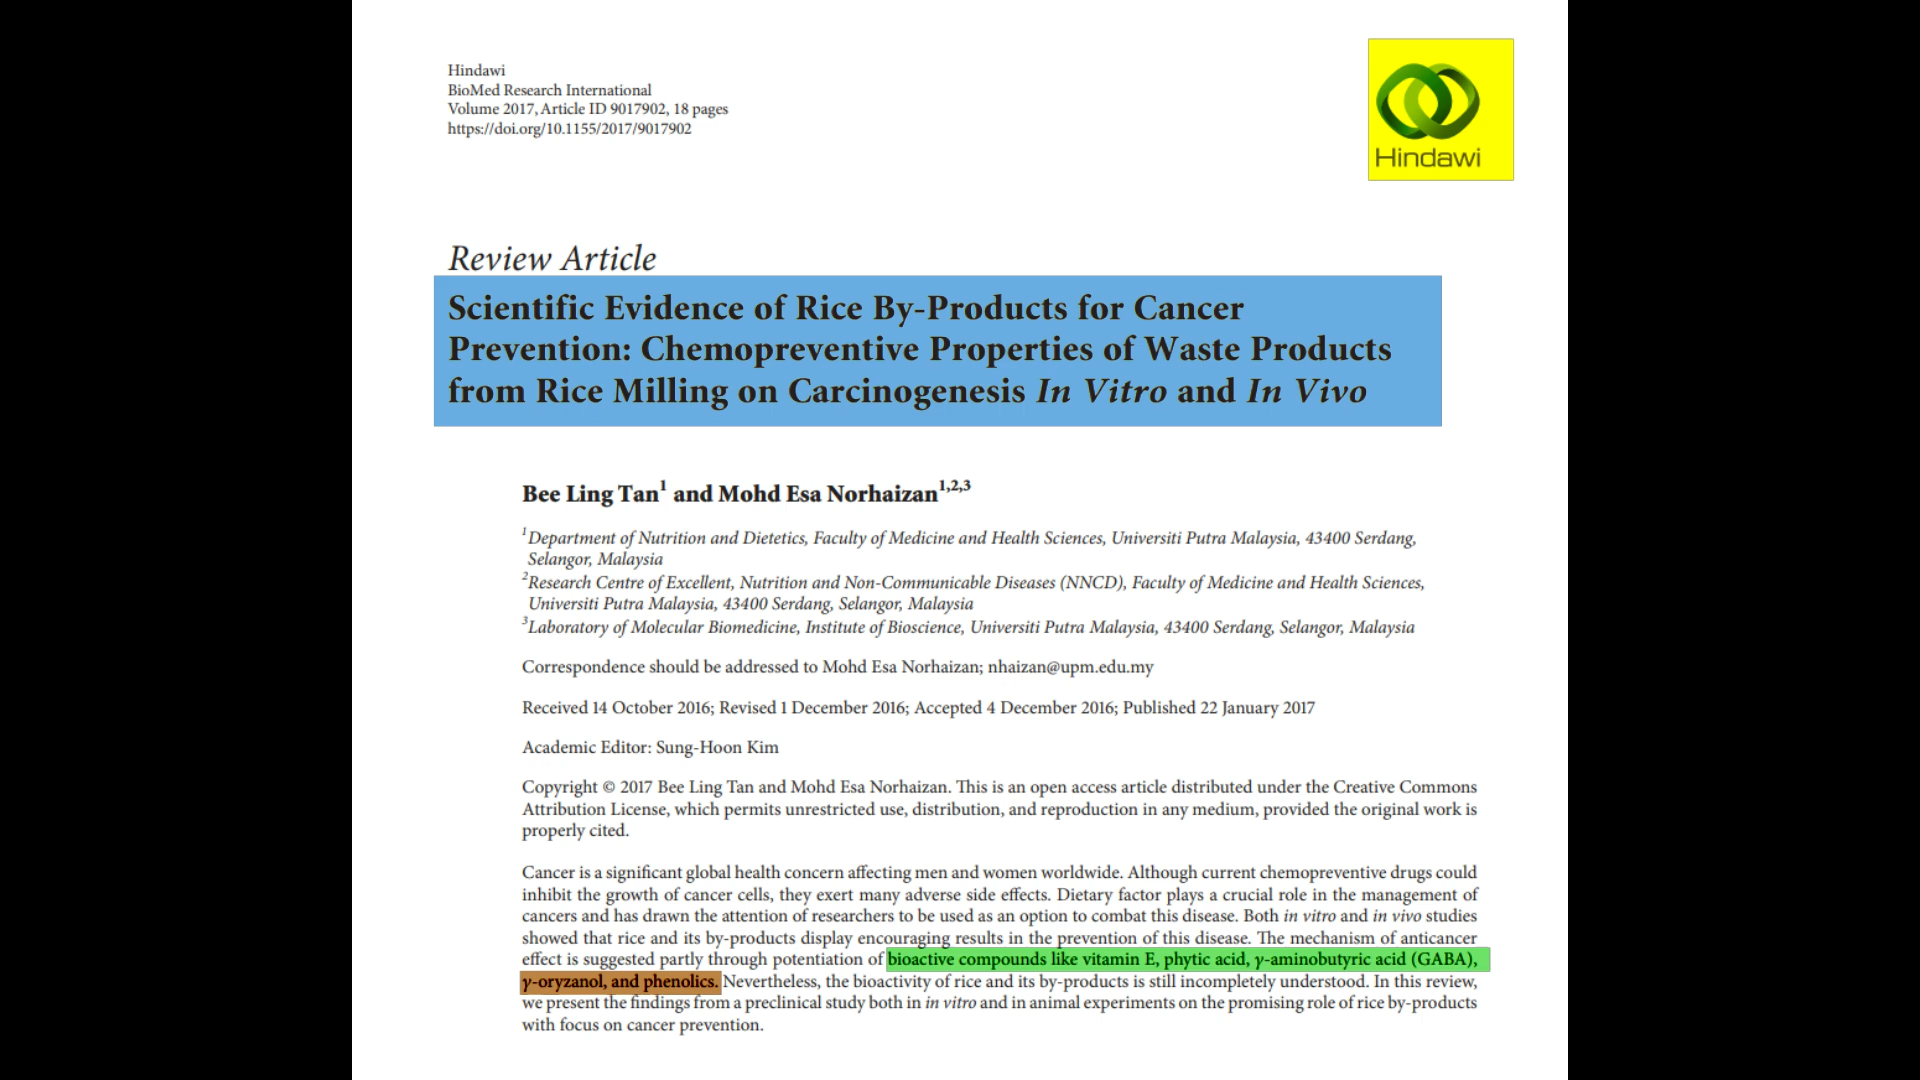 Hindawi
BioMed Research International
Volume 2017, Article ID 9017902, 18 pages
https://doi.org/10.1155/2017/9017902
Hindawi
Review Article
Scientific Evidence of Rice By-Products for Cancer
Prevention: Chemopreventive Properties of Waste Products
from Rice Milling on Carcinogenesis In Vitro and In Vivo
Bee Ling Tan1 and Mohd Esa Norhaizan1,2,3
1Department of Nutrition and Dietetics, Faculty of Medicine and Health Sciences, Universiti Putra Malaysia, 43400 Serdang,
Selangor, Malaysia
2Research Centre of Excellent, Nutrition and Non-Communicable Diseases (NNCD), Faculty of Medicine and Health Sciences,
Universiti Putra Malaysia, 43400 Serdang, Selangor, Malaysia
3Laboratory of Molecular Biomedicine, Institute of Bioscience, Universiti Putra Malaysia, 43400 Serdang, Selangor, Malaysia
Correspondence should be addressed to Mohd Esa Norhaizan; nhaizan@upm.edu.my
Received 14 October 2016; Revised 1 December 2016; Accepted 4 December 2016; Published 22 January 2017
Academic Editor: Sung-Hoon Kim
Copyright © 2017 Bee Ling Tan and Mohd Esa Norhaizan. This is an open access article distributed under the Creative Commons
Attribution License, which permits unrestricted use, distribution, and reproduction in any medium, provided the original work is
properly cited.
Cancer is a significant global health concern affecting men and women worldwide. Although current chemopreventive drugs could
inhibit the growth of cancer cells, they exert many adverse side effects. Dietary factor plays a crucial role in the management of
cancers and has drawn the attention of researchers to be used as an option to combat this disease. Both in vitro and in vivo studies
showed that rice and its by-products display encouraging results in the prevention of this disease. The mechanism of anticancer
effect is suggested partly through potentiation of bioactive compounds like vitamin E, phytic acid, γ-aminobutyric acid (GABA),
γ-oryzanol, and phenolics. Nevertheless, the bioactivity of rice and its by-products is still incompletely understood. In this review,
we present the findings from a preclinical study both in vitro and in animal experiments on the promising role of rice by-products
with focus on cancer prevention.